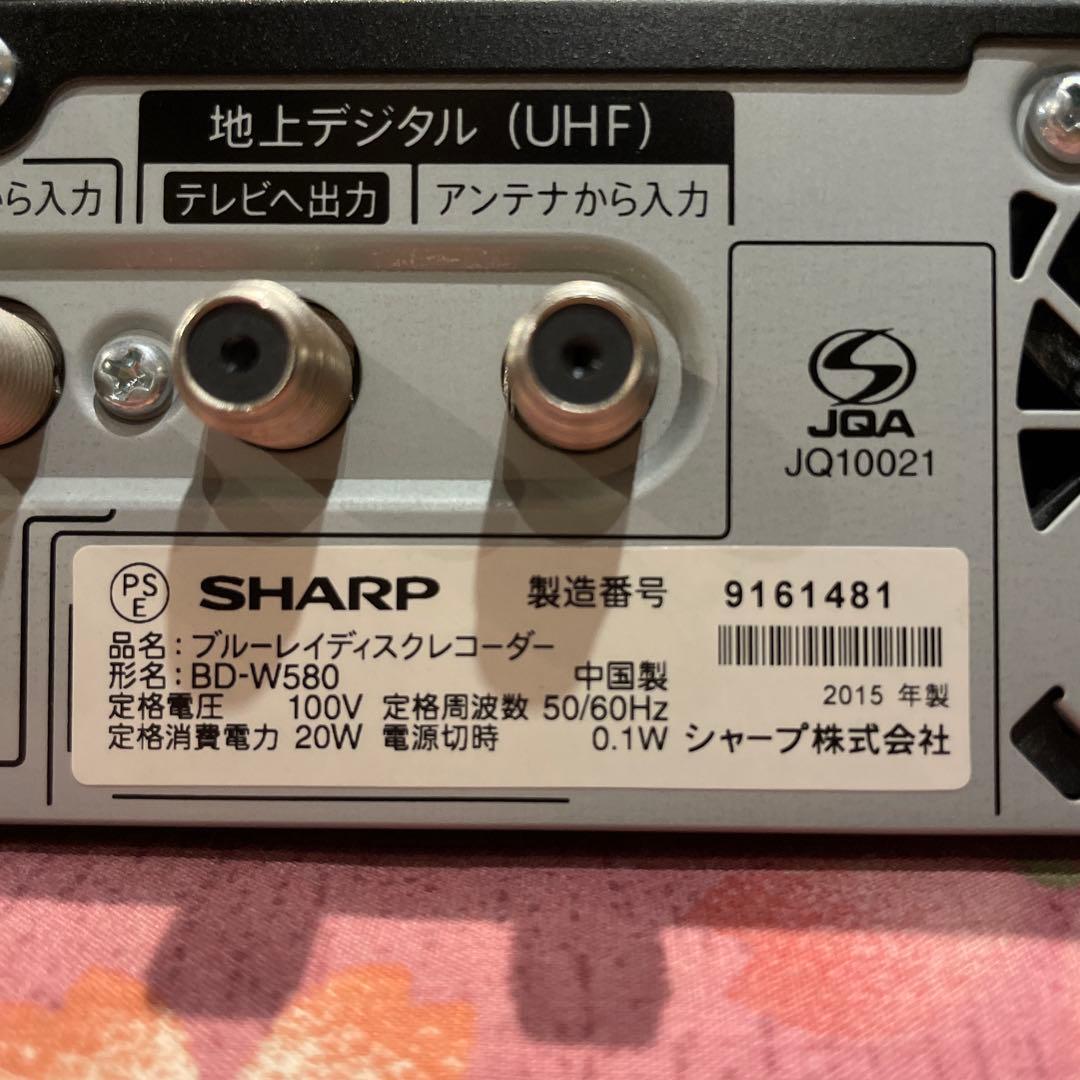 地上デジタル (UHF)
から入力
テレビへ出力
アンテナから入力
JQA
JQ10021
PSE SHARP 製造番号 9161481
品名:ブルーレイディスクレコーダー
形名:BD-W580 中国製
2015 年製
定格電圧 100V 定格周波数 50/60Hz
定格消費電力 20W 電源切時 0.1W シャープ株式会社